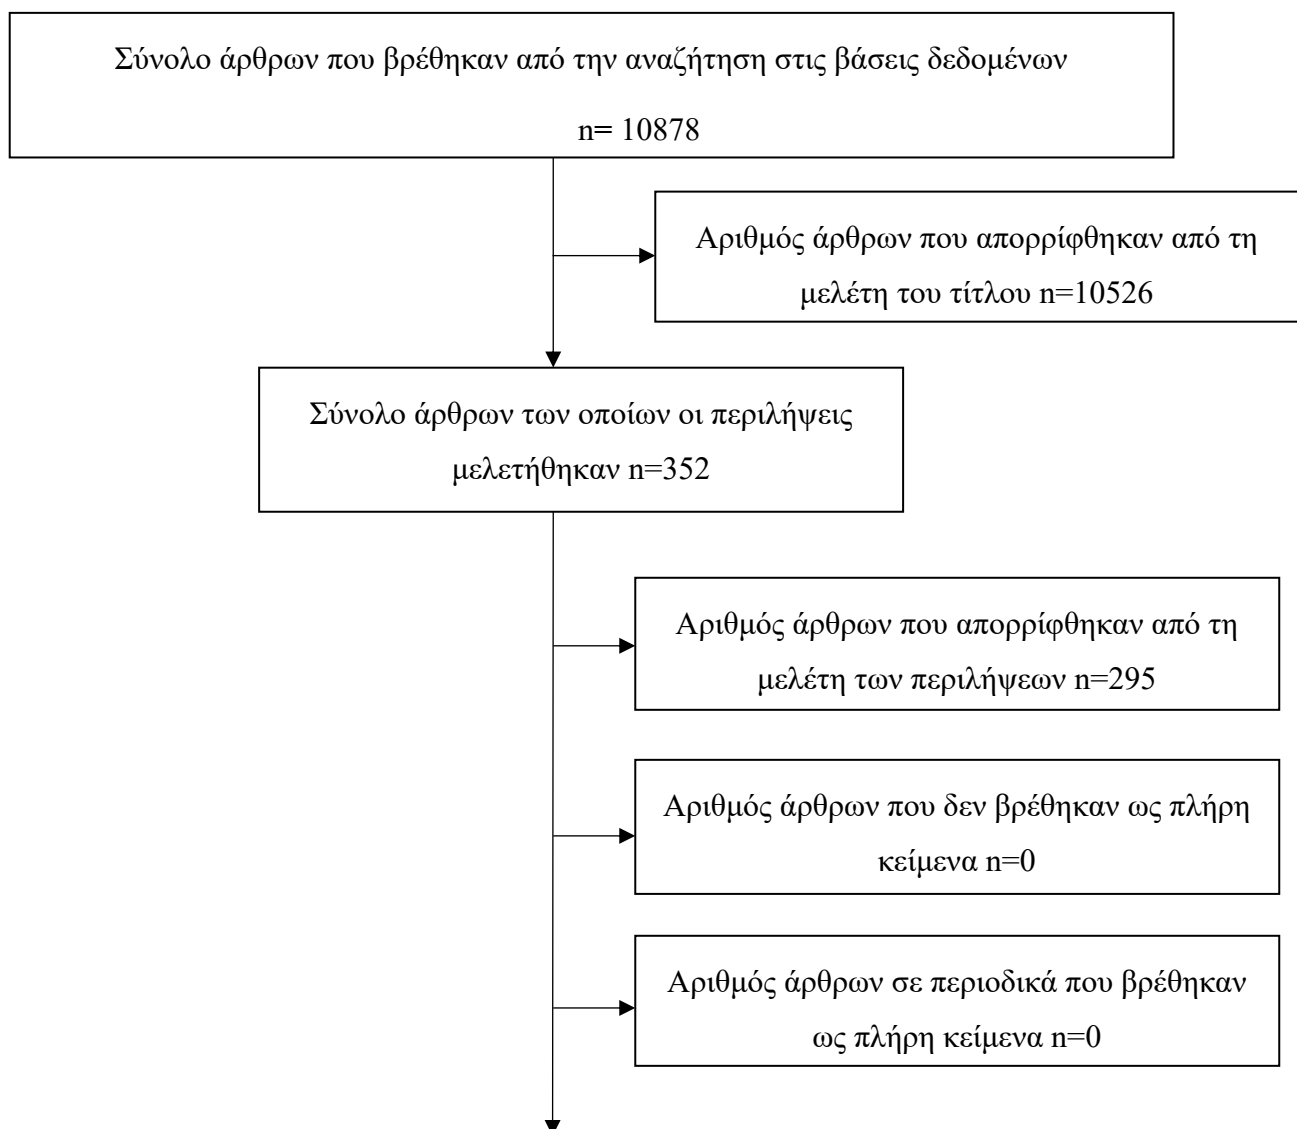 Σύνολο άρθρων που βρέθηκαν από την αναζήτηση στις βάσεις δεδομένων
n= 10878
Αριθμός άρθρων που απορρίφθηκαν από τη
μελέτη του τίτλου n=10526
Σύνολο άρθρων των οποίων οι περιλήψεις
μελετήθηκαν n=352
Αριθμός άρθρων που απορρίφθηκαν από τη
μελέτη των περιλήψεων n=295
Αριθμός άρθρων που δεν βρέθηκαν ως πλήρη
κείμενα n=0
Αριθμός άρθρων σε περιοδικά που βρέθηκαν
ως πλήρη κείμενα n=0